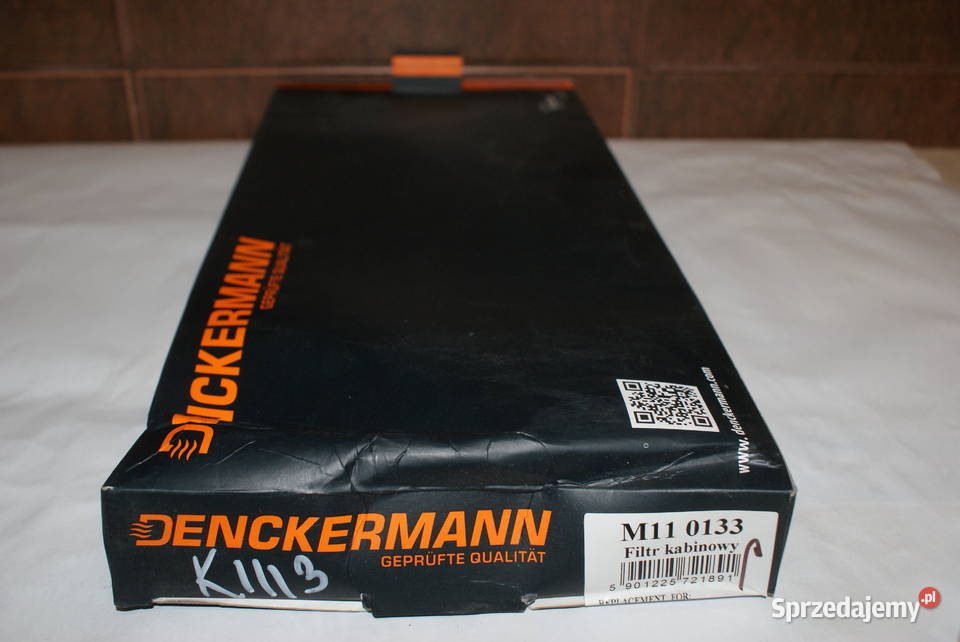 DENCKERMANN
GEPRÜFTE QUALITÄT
www.denckermann.com
DENCKERMANN
GEPRÜFTE QUALITÄT
K1113
M11 0133
Filtr kabinowy
5 901225 721891
REPLACEMENT FOR:
Sprzedajemy.pl